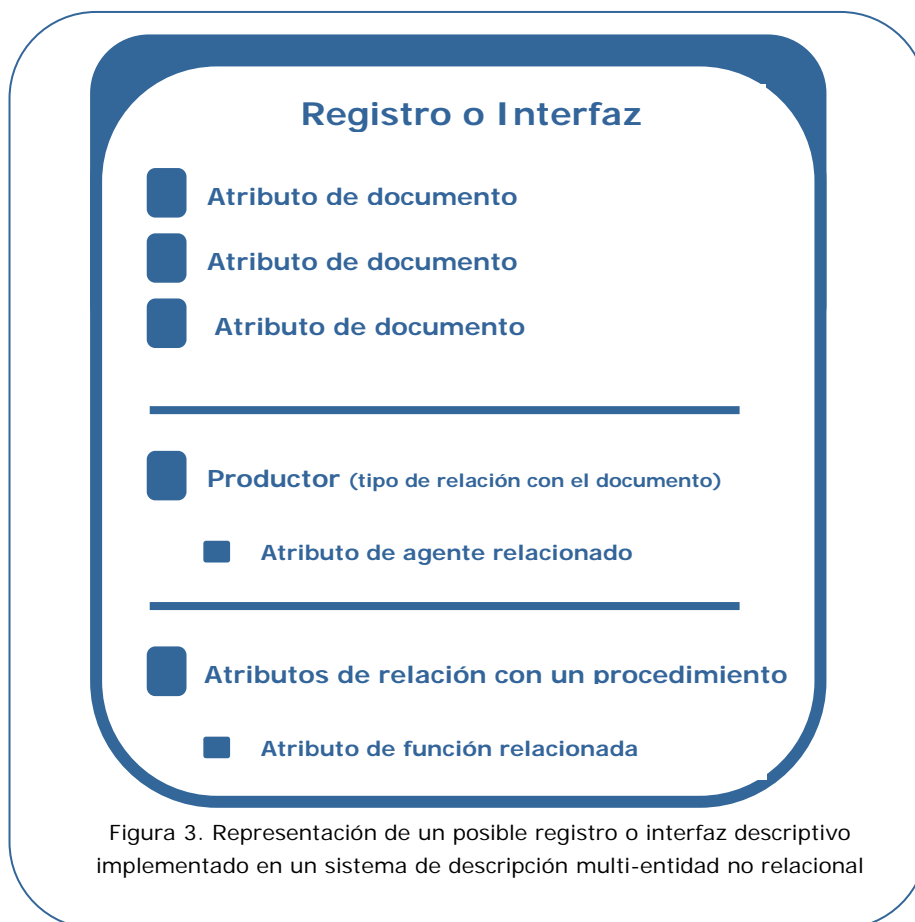 Registro o Interfaz
Atributo de documento
Atributo de documento
Atributo de documento
Productor (tipo de relación con el documento)
Atributo de agente relacionado
Atributos de relación con un procedimiento
Atributo de función relacionada
Figura 3. Representación de un posible registro o interfaz descriptivo
implementado en un sistema de descripción multi-entidad no relacional